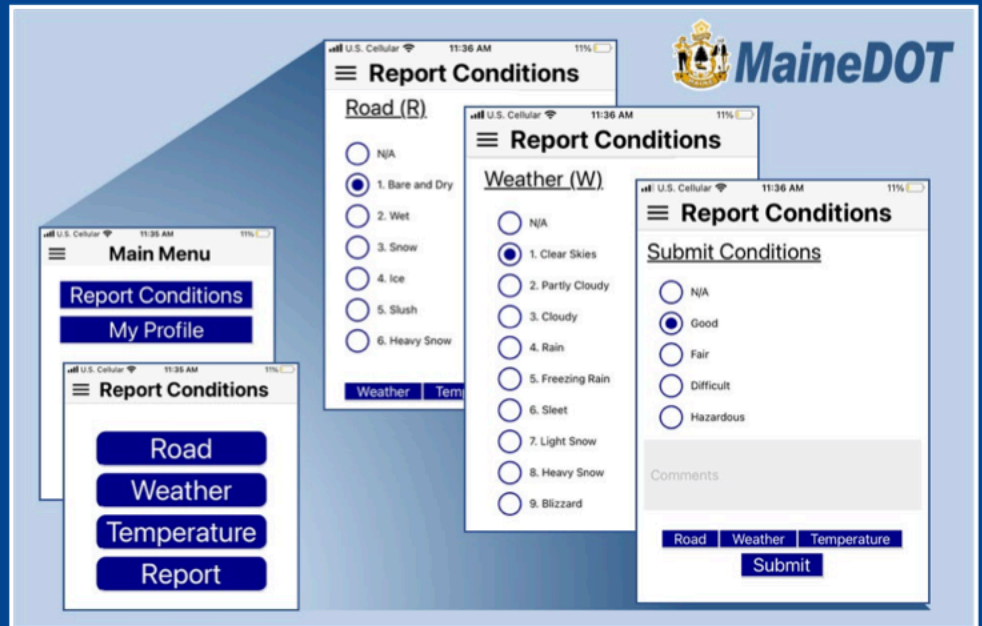 MaineDOT
U.S. Cellular 11:35 AM 11%
Main Menu
Report Conditions
My Profile
U.S. Cellular 11:35 AM 11%
Report Conditions
Road
Weather
Temperature
Report
U.S. Cellular 11:36 AM 11%
Report Conditions
Road (R)
N/A
1. Bare and Dry
2. Wet
3. Snow
4. Ice
5. Slush
6. Heavy Snow
Weather Temp
U.S. Cellular 11:36 AM 11%
Report Conditions
Weather (W)
N/A
1. Clear Skies
2. Partly Cloudy
3. Cloudy
4. Rain
5. Freezing Rain
6. Sleet
7. Light Snow
8. Heavy Snow
9. Blizzard
U.S. Cellular 11:36 AM 11%
Report Conditions
Submit Conditions
N/A
Good
Fair
Difficult
Hazardous
Comments
Road Weather Temperature
Submit